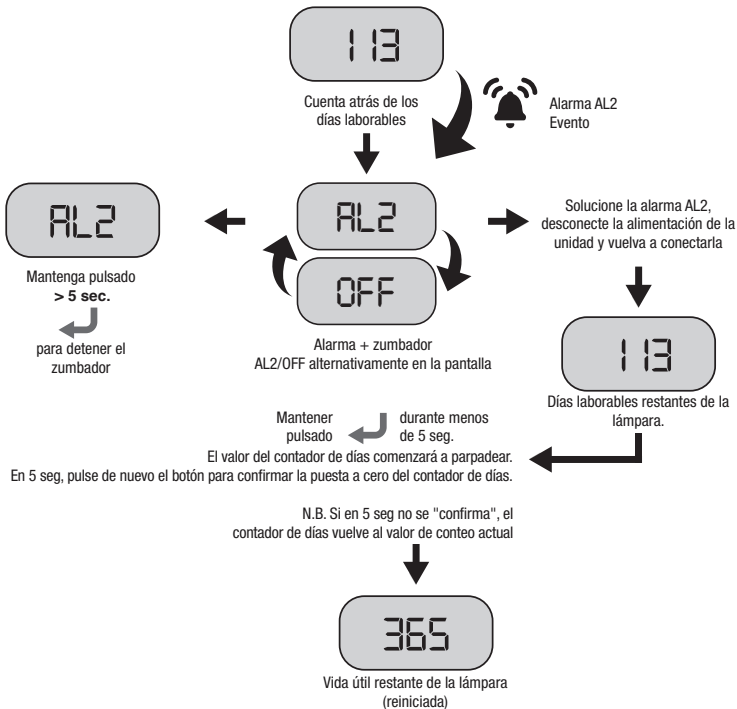 113
Cuenta atrás de los
días laborables
Alarma AL2
Evento
AL2
Mantenga pulsado
> 5 sec.
para detener el
zumbador
AL2
OFF
Alarma + zumbador
AL2/OFF alternativamente en la pantalla
Solucione la alarma AL2,
desconecte la alimentación de la
unidad y vuelva a conectarla
113
Días laborables restantes de la
lámpara.
Mantener
pulsado
durante menos
de 5 seg.
El valor del contador de días comenzará a parpadear.
En 5 seg, pulse de nuevo el botón para confirmar la puesta a cero del contador de días.
N.B. Si en 5 seg no se "confirma", el
contador de días vuelve al valor de conteo actual
365
Vida útil restante de la lámpara
(reiniciada)